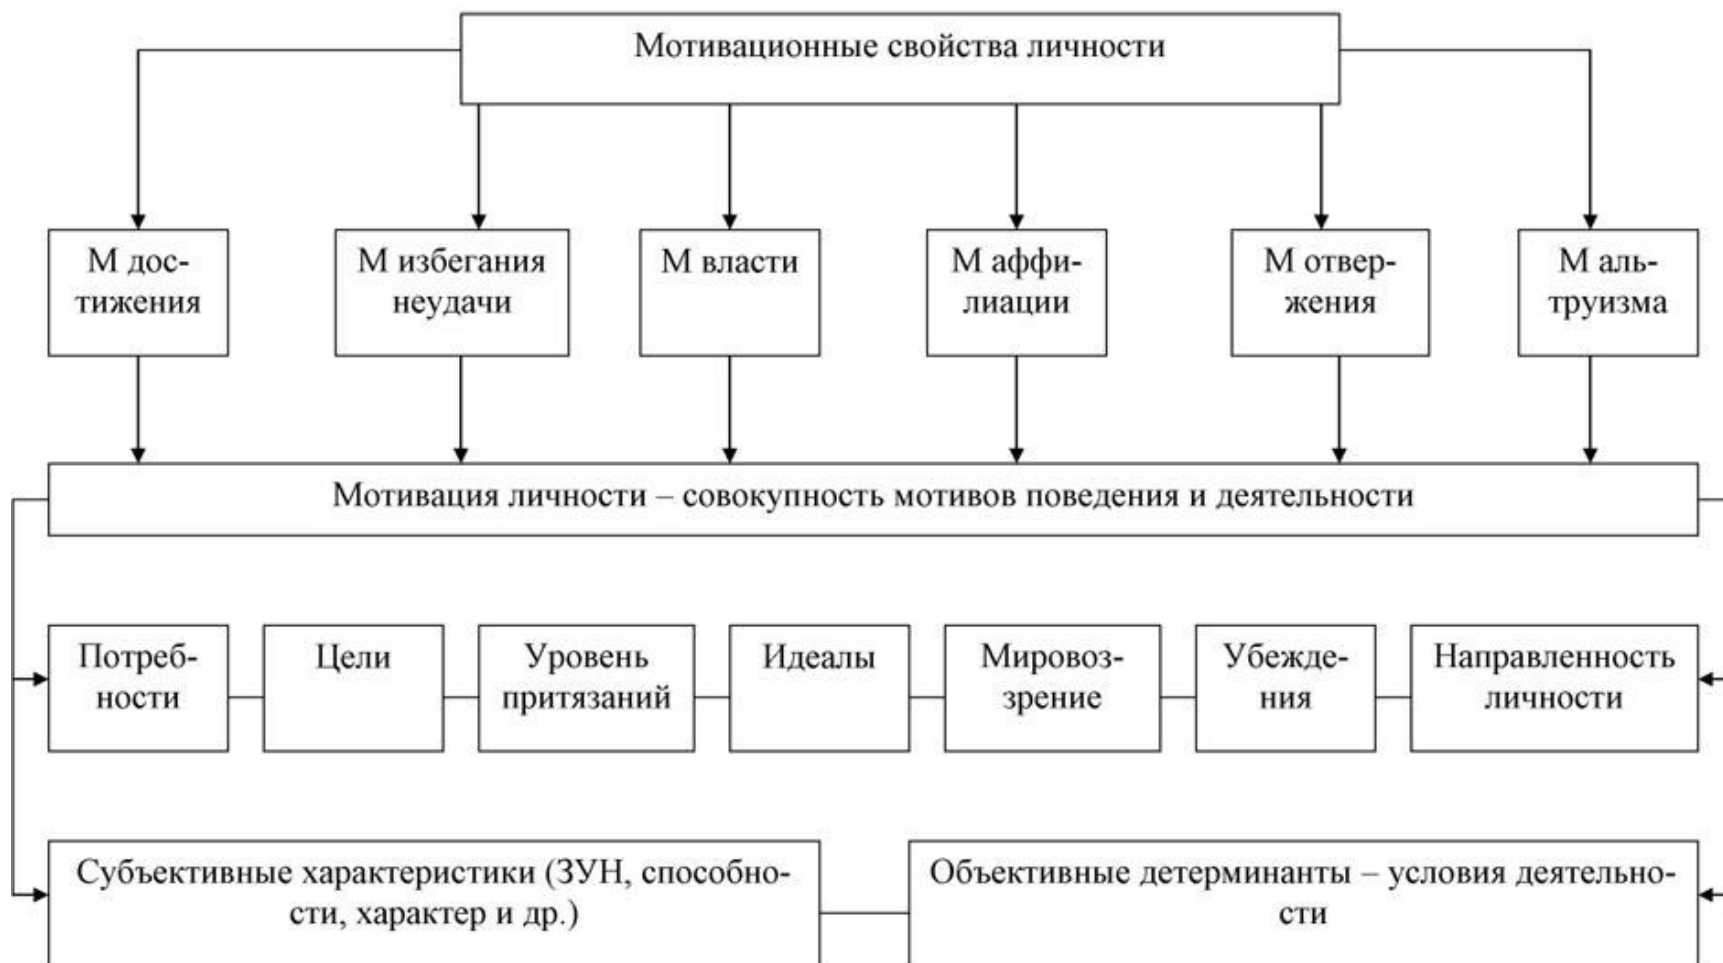 Мотивационные свойства личности
М дос-
тижения
М избегания
неудачи
М власти
М аффи-
лиации
М отвер-
жения
М аль-
труизма
Мотивация личности – совокупность мотивов поведения и деятельности
Потреб-
ности
Цели
Уровень
притязаний
Идеалы
Мировоз-
зрение
Убежде-
ния
Направленность
личности
Субъективные характеристики (ЗУН, способно-
сти, характер и др.)
Объективные детерминанты – условия деятельно-
сти